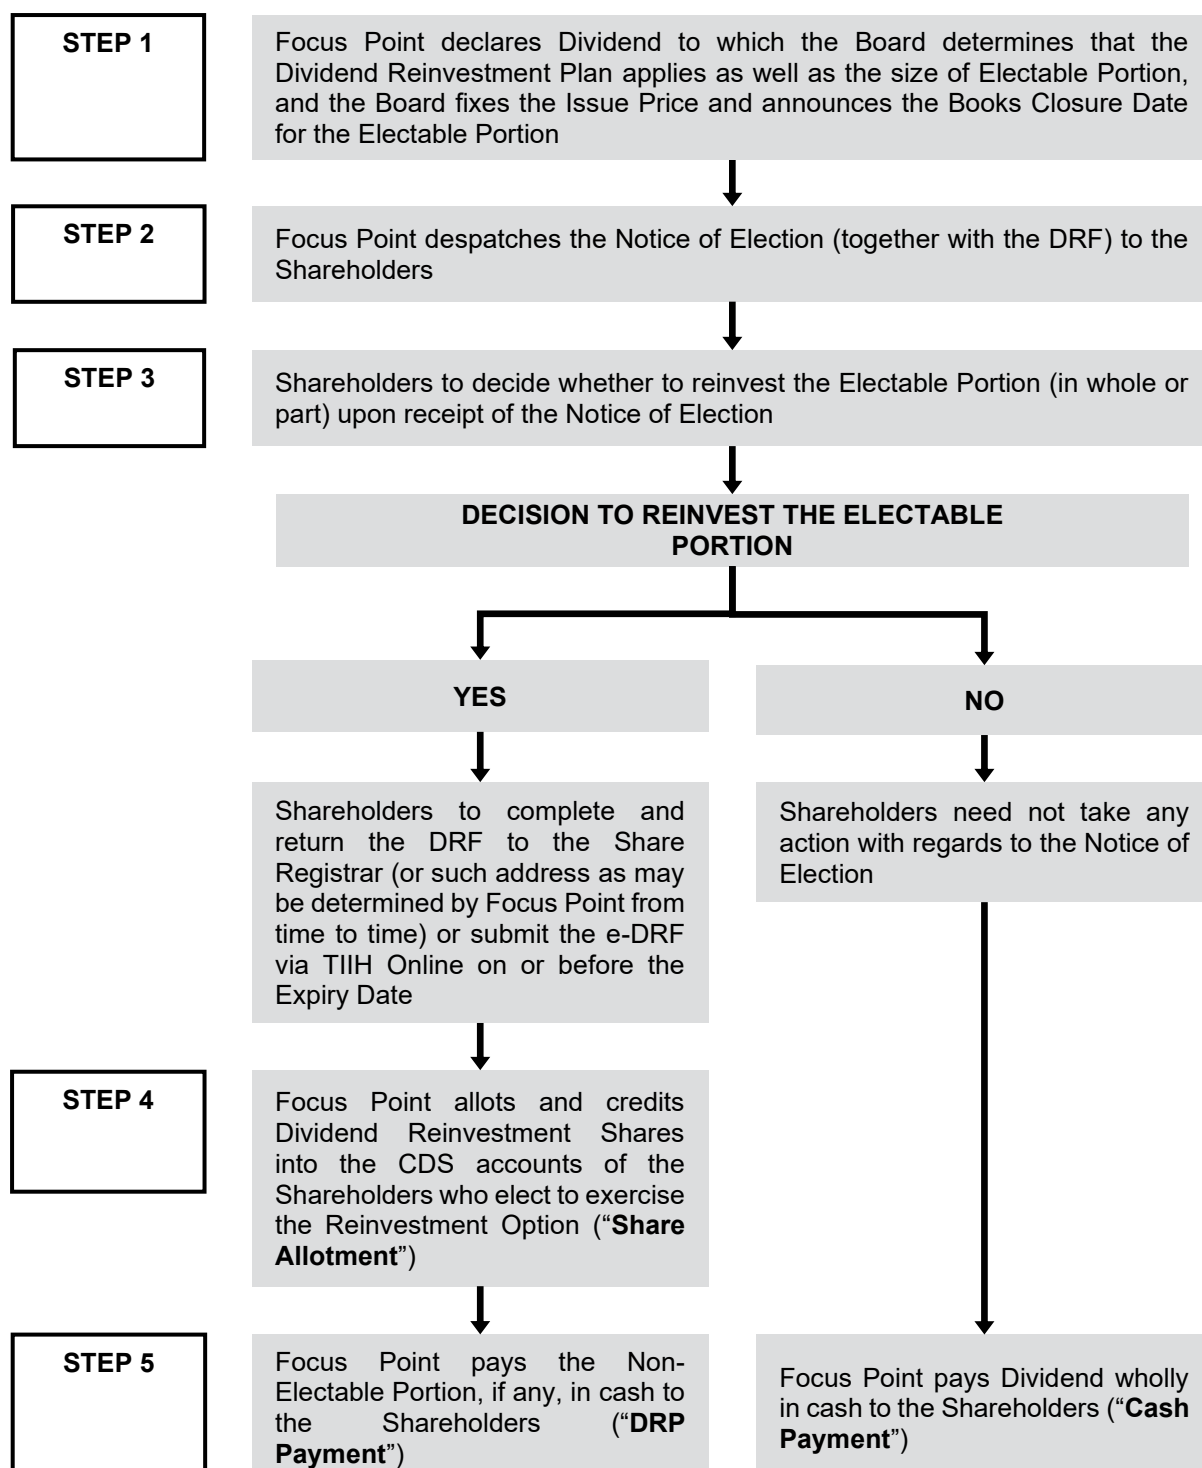 STEP 1
Focus Point declares Dividend to which the Board determines that the
Dividend Reinvestment Plan applies as well as the size of Electable Portion,
and the Board fixes the Issue Price and announces the Books Closure Date
for the Electable Portion
STEP 2
Focus Point despatches the Notice of Election (together with the DRF) to the
Shareholders
STEP 3
Shareholders to decide whether to reinvest the Electable Portion (in whole or
part) upon receipt of the Notice of Election
DECISION TO REINVEST THE ELECTABLE
PORTION
YES
NO
Shareholders to complete and
return the DRF to the Share
Registrar (or such address as may
be determined by Focus Point from
time to time) or submit the e-DRF
via TIIH Online on or before the
Expiry Date
Shareholders need not take any
action with regards to the Notice of
Election
STEP 4
Focus Point allots and credits
Dividend Reinvestment Shares
into the CDS accounts of the
Shareholders who elect to exercise
the Reinvestment Option (“Share
Allotment”)
STEP 5
Focus Point pays the Non-
Electable Portion, if any, in cash to
the Shareholders (“DRP
Payment”)
Focus Point pays Dividend wholly
in cash to the Shareholders (“Cash
Payment”)